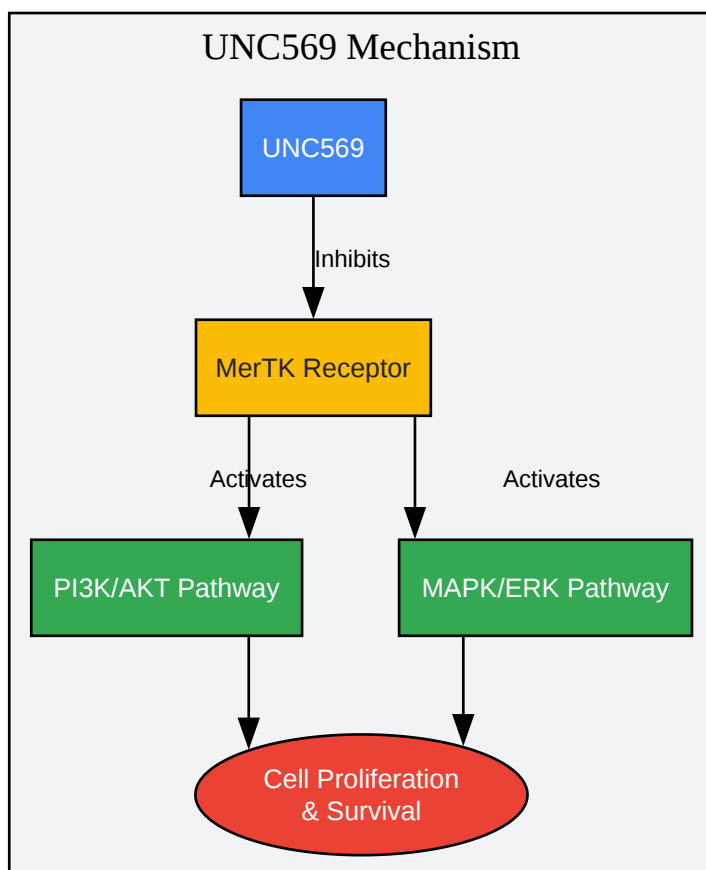 UNC569 Mechanism
UNC569
Inhibits
MerTK Receptor
Activates
Activates
PI3K/AKT Pathway
MAPK/ERK Pathway
Cell Proliferation
& Survival